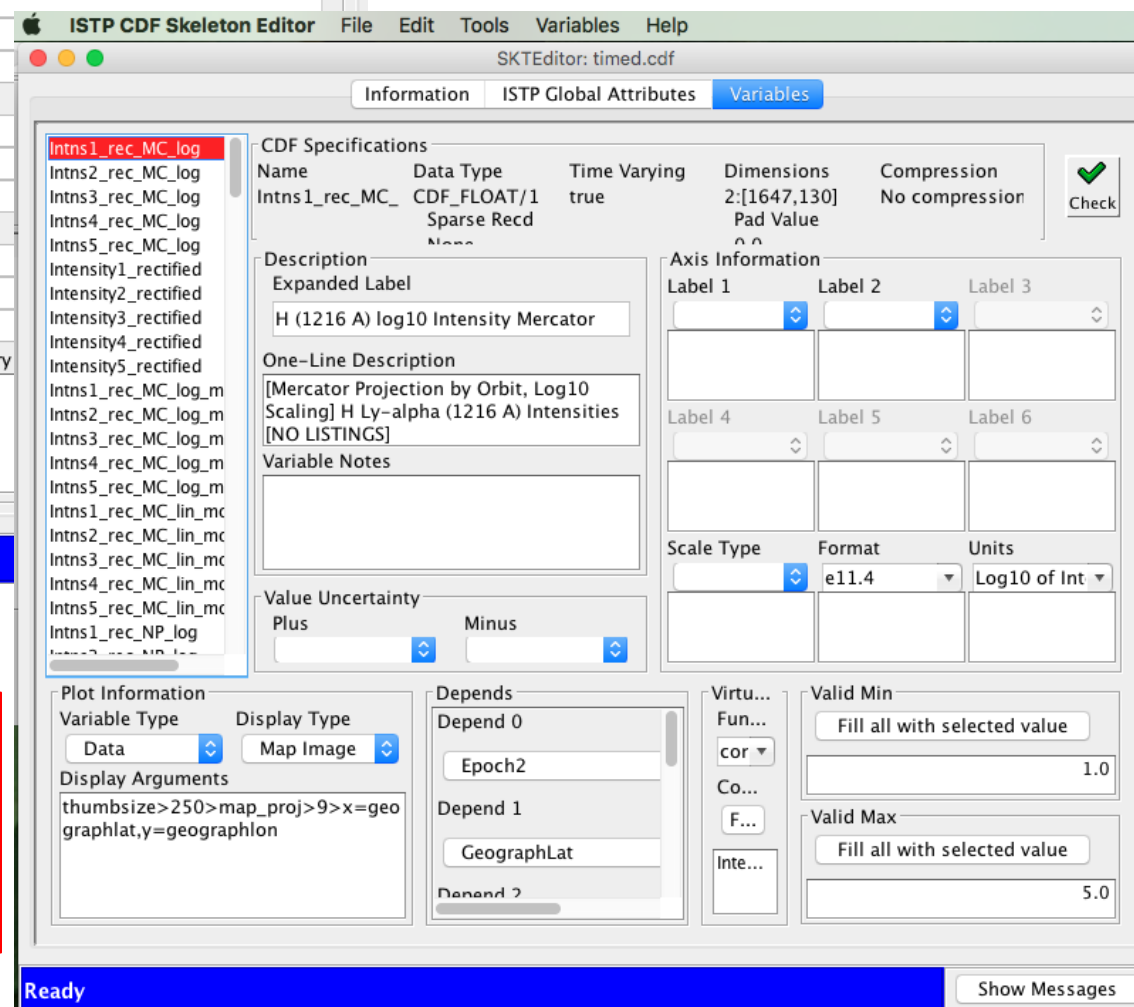 ISTP CDF Skeleton Editor File Edit Tools Variables Help
SKTEditor: timed.cdf
Information ISTP Global Attributes Variables
Intns1_rec_MC_log
Intns2_rec_MC_log
Intns3_rec_MC_log
Intns4_rec_MC_log
Intns5_rec_MC_log
Intensity1_rectified
Intensity2_rectified
Intensity3_rectified
Intensity4_rectified
Intensity5_rectified
Intns1_rec_MC_log_m
Intns2_rec_MC_log_m
Intns3_rec_MC_log_m
Intns4_rec_MC_log_m
Intns5_rec_MC_log_m
Intns1_rec_MC_lin_mo
Intns2_rec_MC_lin_mo
Intns3_rec_MC_lin_mo
Intns4_rec_MC_lin_mo
Intns5_rec_MC_lin_mo
Intns1_rec_NP_log
CDF Specifications
Name Data Type Time Varying Dimensions Compression
Intns1_rec_MC_ CDF_FLOAT/1 true 2:[1647,130] No compression
Sparse Recd Pad Value
None 0.0
Check
Description
Expanded Label
H (1216 A) log10 Intensity Mercator
One-Line Description
[Mercator Projection by Orbit, Log10
Scaling] H Ly-alpha (1216 A) Intensities
[NO LISTINGS]
Variable Notes
Value Uncertainty
Plus Minus
Axis Information
Label 1 Label 2 Label 3
Label 4 Label 5 Label 6
Scale Type Format Units
e11.4 Log10 of Int
Plot Information
Variable Type Display Type
Data Map Image
Display Arguments
thumbsize>250>map_proj>9>x=geo
graphlat,y=geographlon
Depends
Depend 0
Epoch2
Depend 1
GeographLat
Depend 2
Virtu...
Fun...
cor
Co...
F...
Inte...
Valid Min
Fill all with selected value
1.0
Valid Max
Fill all with selected value
5.0
Ready
Show Messages